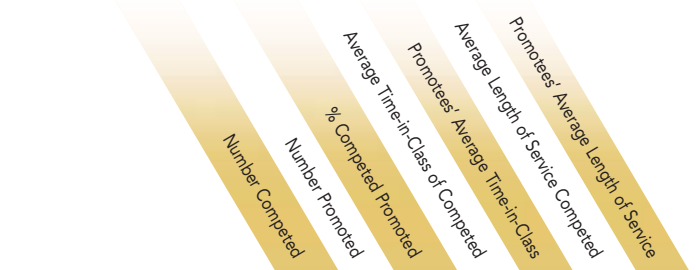 Number Competed
Number Promoted
% Competed Promoted
Average Time-in-Class of Competed
Promotees’ Average Time-in-Class
Average Length of Service Competed
Promotees’ Average Length of Service